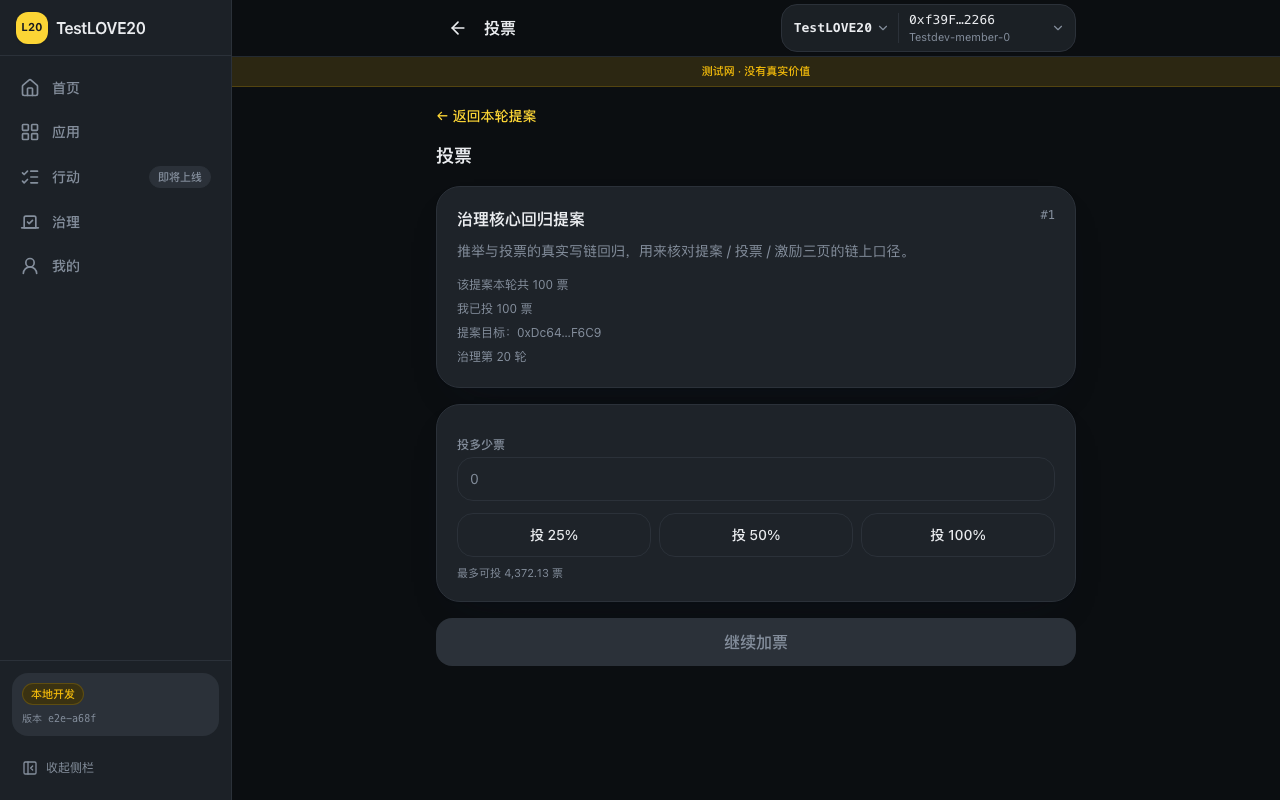 L20 TestLOVE20
首页
应用
行动 即将上线
治理
我的
本地开发
版本 e2e-a68f
收起侧栏
投票
TestLOVE20
0xf39F…2266
Testdev-member-0
测试网 · 没有真实价值
← 返回本轮提案
投票
治理核心回归提案 #1
推举与投票的真实写链回归，用来核对提案 / 投票 / 激励三页的链上口径。
该提案本轮共 100 票
我已投 100 票
提案目标：0xDc64…F6C9
治理第 20 轮
投多少票
0
投 25% 投 50% 投 100%
最多可投 4,372.13 票
继续加票